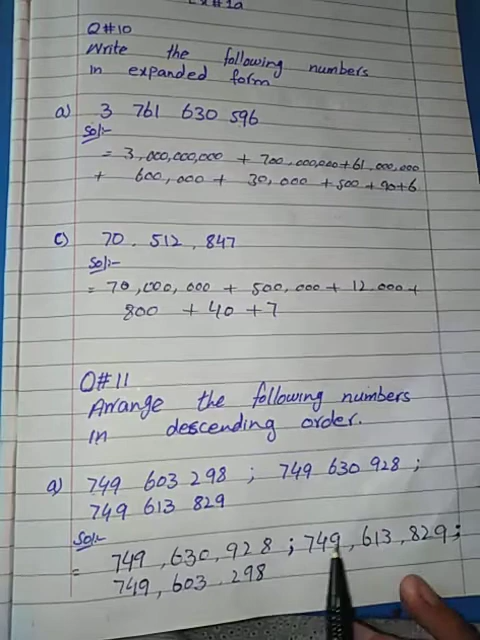 Q#10
Write the following numbers
in expanded form
a) 3 761 630 596
Sol:-
= 3,000,000,000 + 700,000,000 + 61,000,000
+ 600,000 + 30,000 + 500 + 90 + 6
c) 70,512,847
Sol:-
= 70,000,000 + 500,000 + 12,000 +
800 + 40 + 7
Q#11
Arrange the following numbers
in descending order.
a) 749 603 298 ; 749 630 928 ;
749 613 829
Sol:-
= 749,630,928 ; 749,613,829 ;
749,603,298